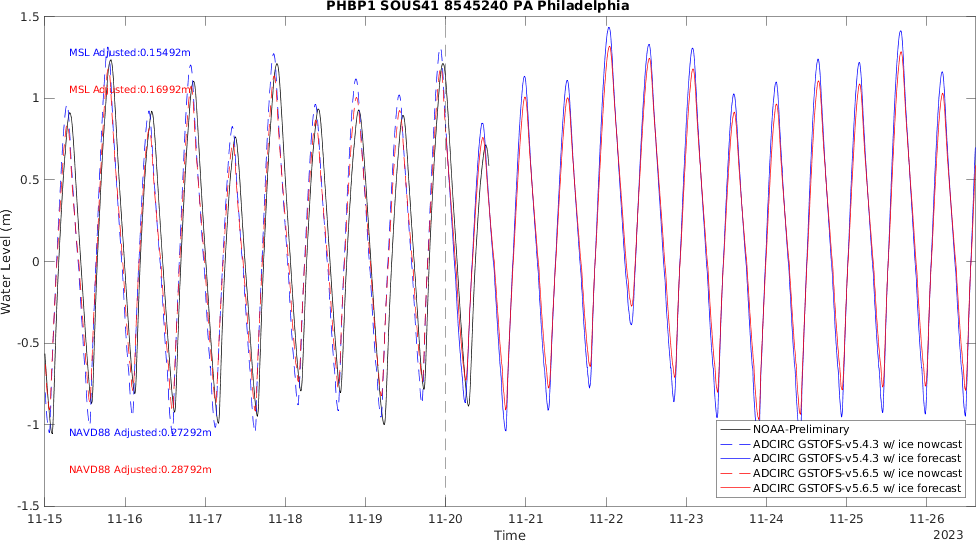 PHBP1 SOUS41 8545240 PA Philadelphia
1.5
1
0.5
0
-0.5
-1
-1.5
Water Level (m)
MSL Adjusted:0.15492m
MSL Adjusted:0.16992m
NAVD88 Adjusted:0.27292m
NAVD88 Adjusted:0.28792m
NOAA-Preliminary
ADCIRC GSTOFS-v5.4.3 w/ ice nowcast
ADCIRC GSTOFS-v5.4.3 w/ ice forecast
ADCIRC GSTOFS-v5.6.5 w/ ice nowcast
ADCIRC GSTOFS-v5.6.5 w/ ice forecast
11-15 11-16 11-17 11-18 11-19 11-20 11-21 11-22 11-23 11-24 11-25 11-26
Time
2023